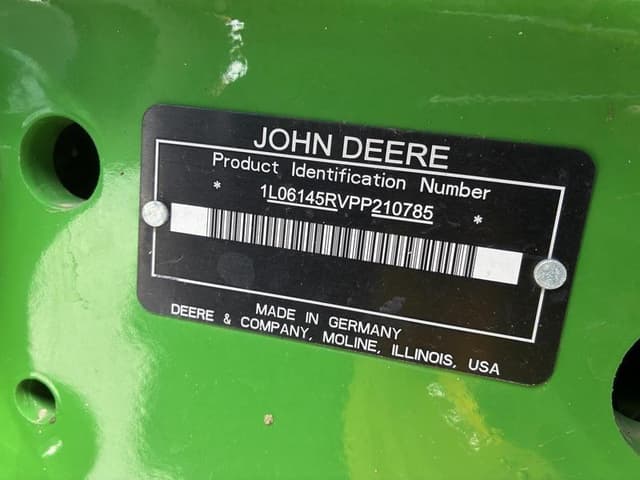 JOHN DEERE
Product Identification Number
* 1L06145RVPP210785 *
MADE IN GERMANY
DEERE & COMPANY, MOLINE, ILLINOIS, USA